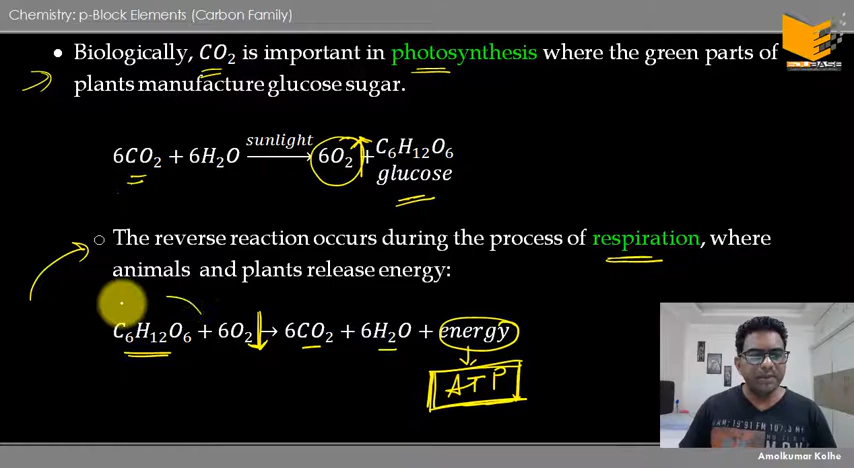 Chemistry: p-Block Elements (Carbon Family)
EDUBASE
• Biologically, CO₂ is important in photosynthesis where the green parts of
plants manufacture glucose sugar.
sunlight
6CO₂ + 6H₂O ⟶ 6O₂ + C₆H₁₂O₆
glucose
○ The reverse reaction occurs during the process of respiration, where
animals and plants release energy:
C₆H₁₂O₆ + 6O₂ → 6CO₂ + 6H₂O + energy
ATP
Amolkumar Kolhe